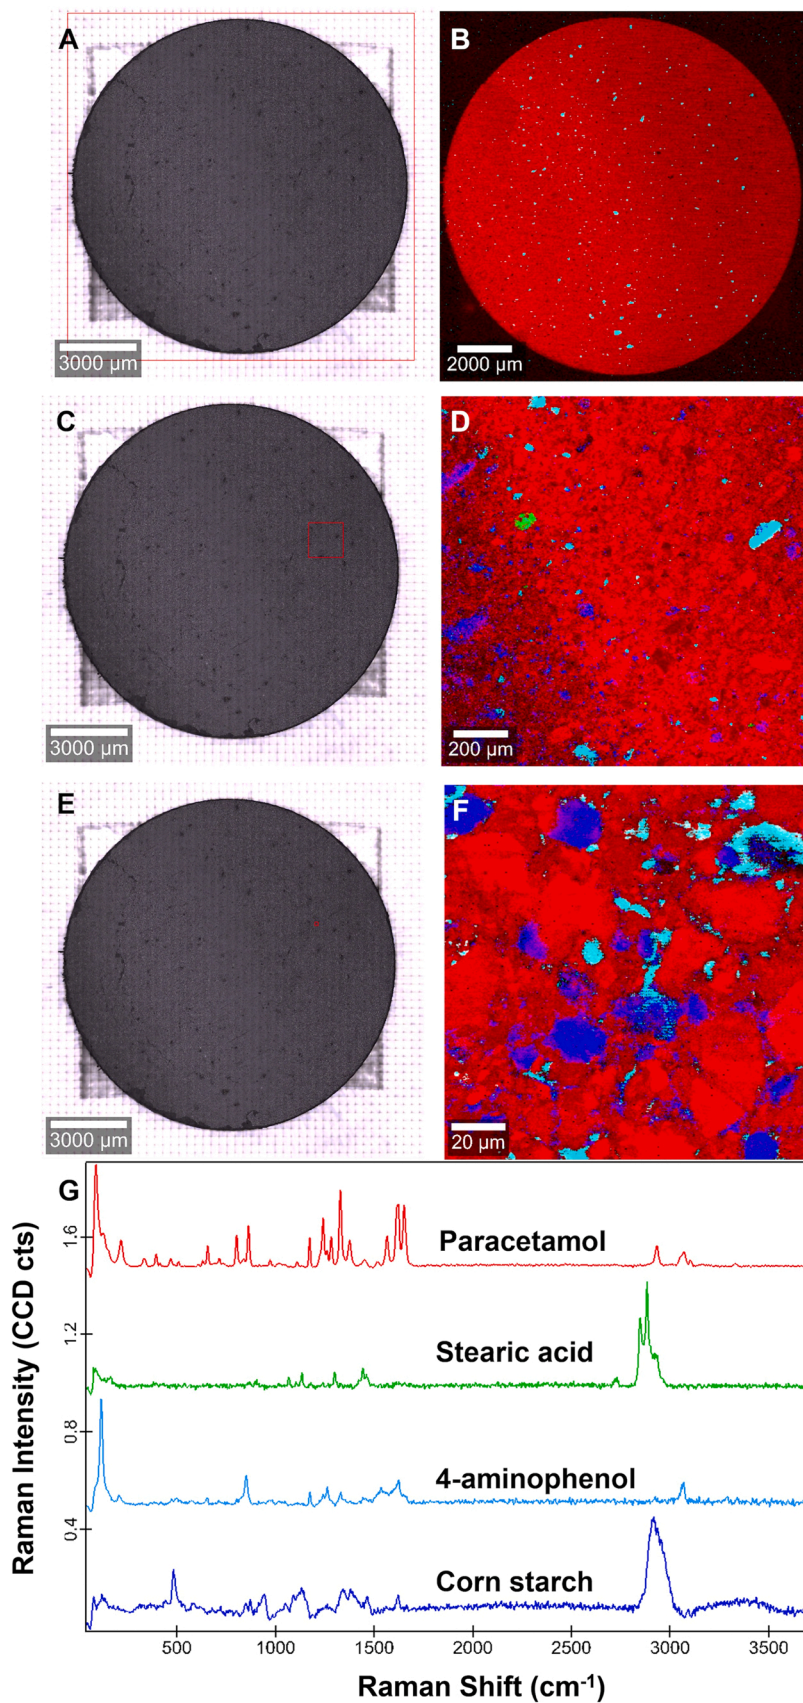 A
B
3000 µm
2000 µm
C
D
3000 µm
200 µm
E
F
3000 µm
20 µm
G
Paracetamol
Stearic acid
4-aminophenol
Corn starch
Raman Intensity (CCD cts)
1.6
1.2
0.8
0.4
500 1000 1500 2000 2500 3000 3500
Raman Shift (cm⁻¹)